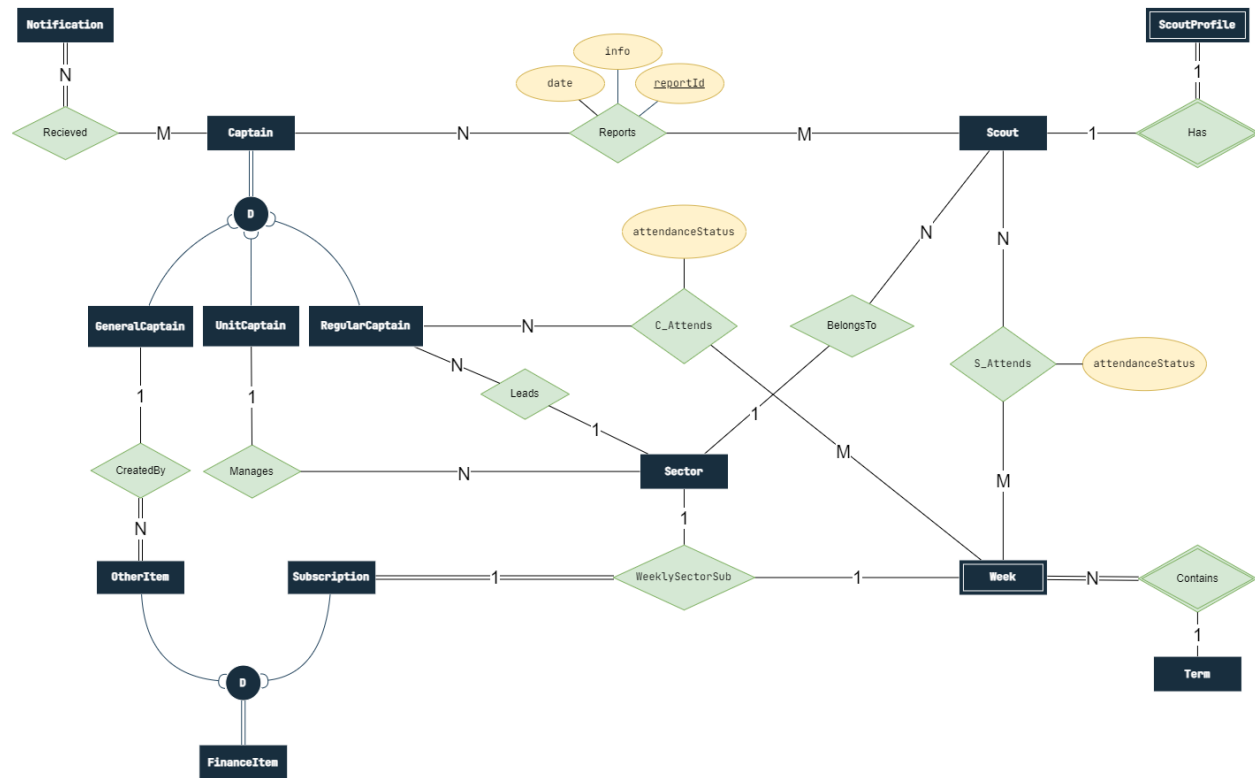 Notification
ScoutProfile
info
date
reportId
N
1
Recieved
M
Captain
N
Reports
M
Scout
1
Has
D
attendanceStatus
N
N
GeneralCaptain
UnitCaptain
RegularCaptain
N
C_Attends
BelongsTo
S_Attends
attendanceStatus
N
Leads
1
1
1
1
M
CreatedBy
Manages
N
Sector
M
N
1
OtherItem
Subscription
1
WeeklySectorSub
1
Week
N
Contains
1
D
Term
FinanceItem